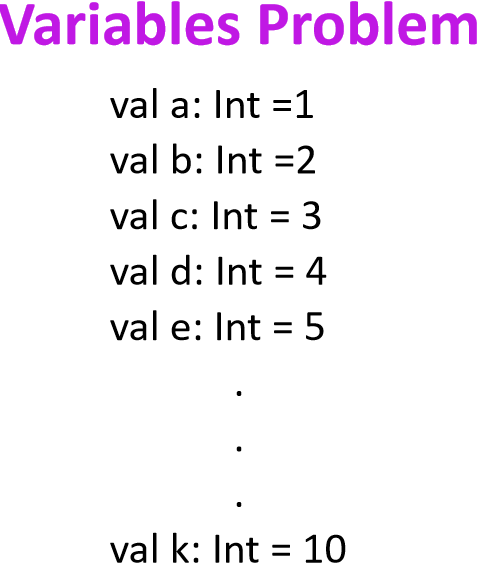 Variables Problem
val a: Int =1
val b: Int =2
val c: Int = 3
val d: Int = 4
val e: Int = 5
.
.
.
val k: Int = 10